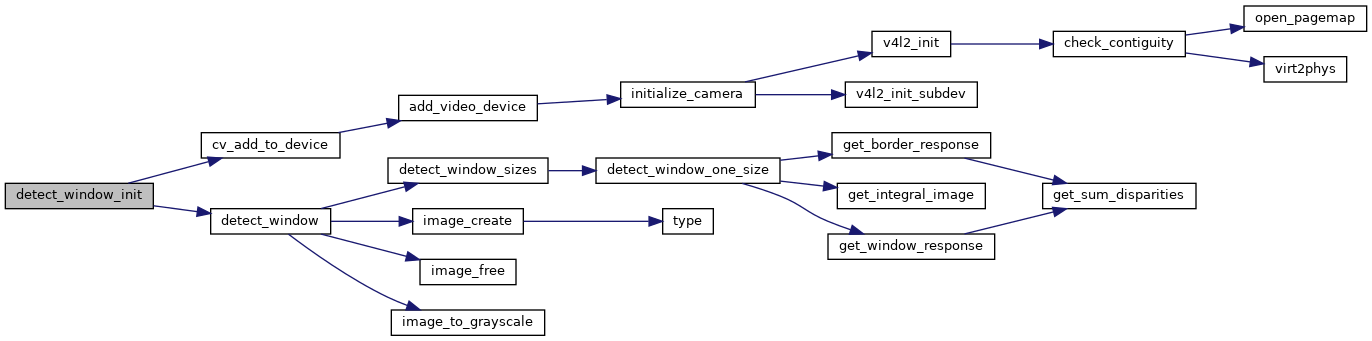 detect_window_init
cv_add_to_device
add_video_device
initialize_camera
v4l2_init
check_contiguity
open_pagemap
virt2phys
v4l2_init_subdev
detect_window
detect_window_sizes
detect_window_one_size
get_border_response
get_sum_disparities
get_integral_image
get_window_response
image_create
type
image_free
image_to_grayscale